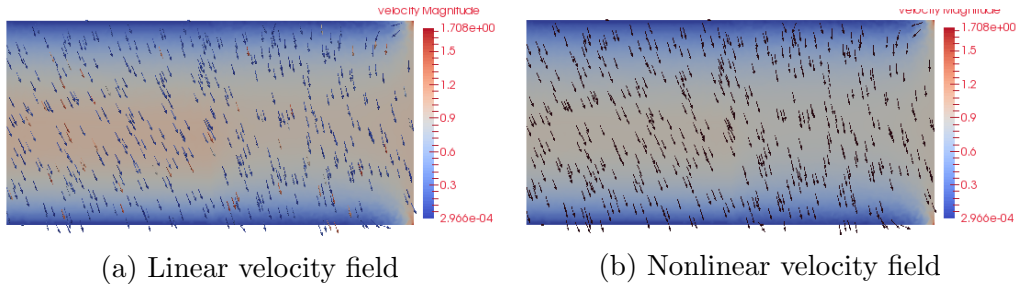 velocity Magnitude
1.708e+00
1.5
1.2
0.9
0.6
0.3
2.966e-04
velocity Magnitude
1.708e+00
1.5
1.2
0.9
0.6
0.3
2.966e-04
(a) Linear velocity field
(b) Nonlinear velocity field